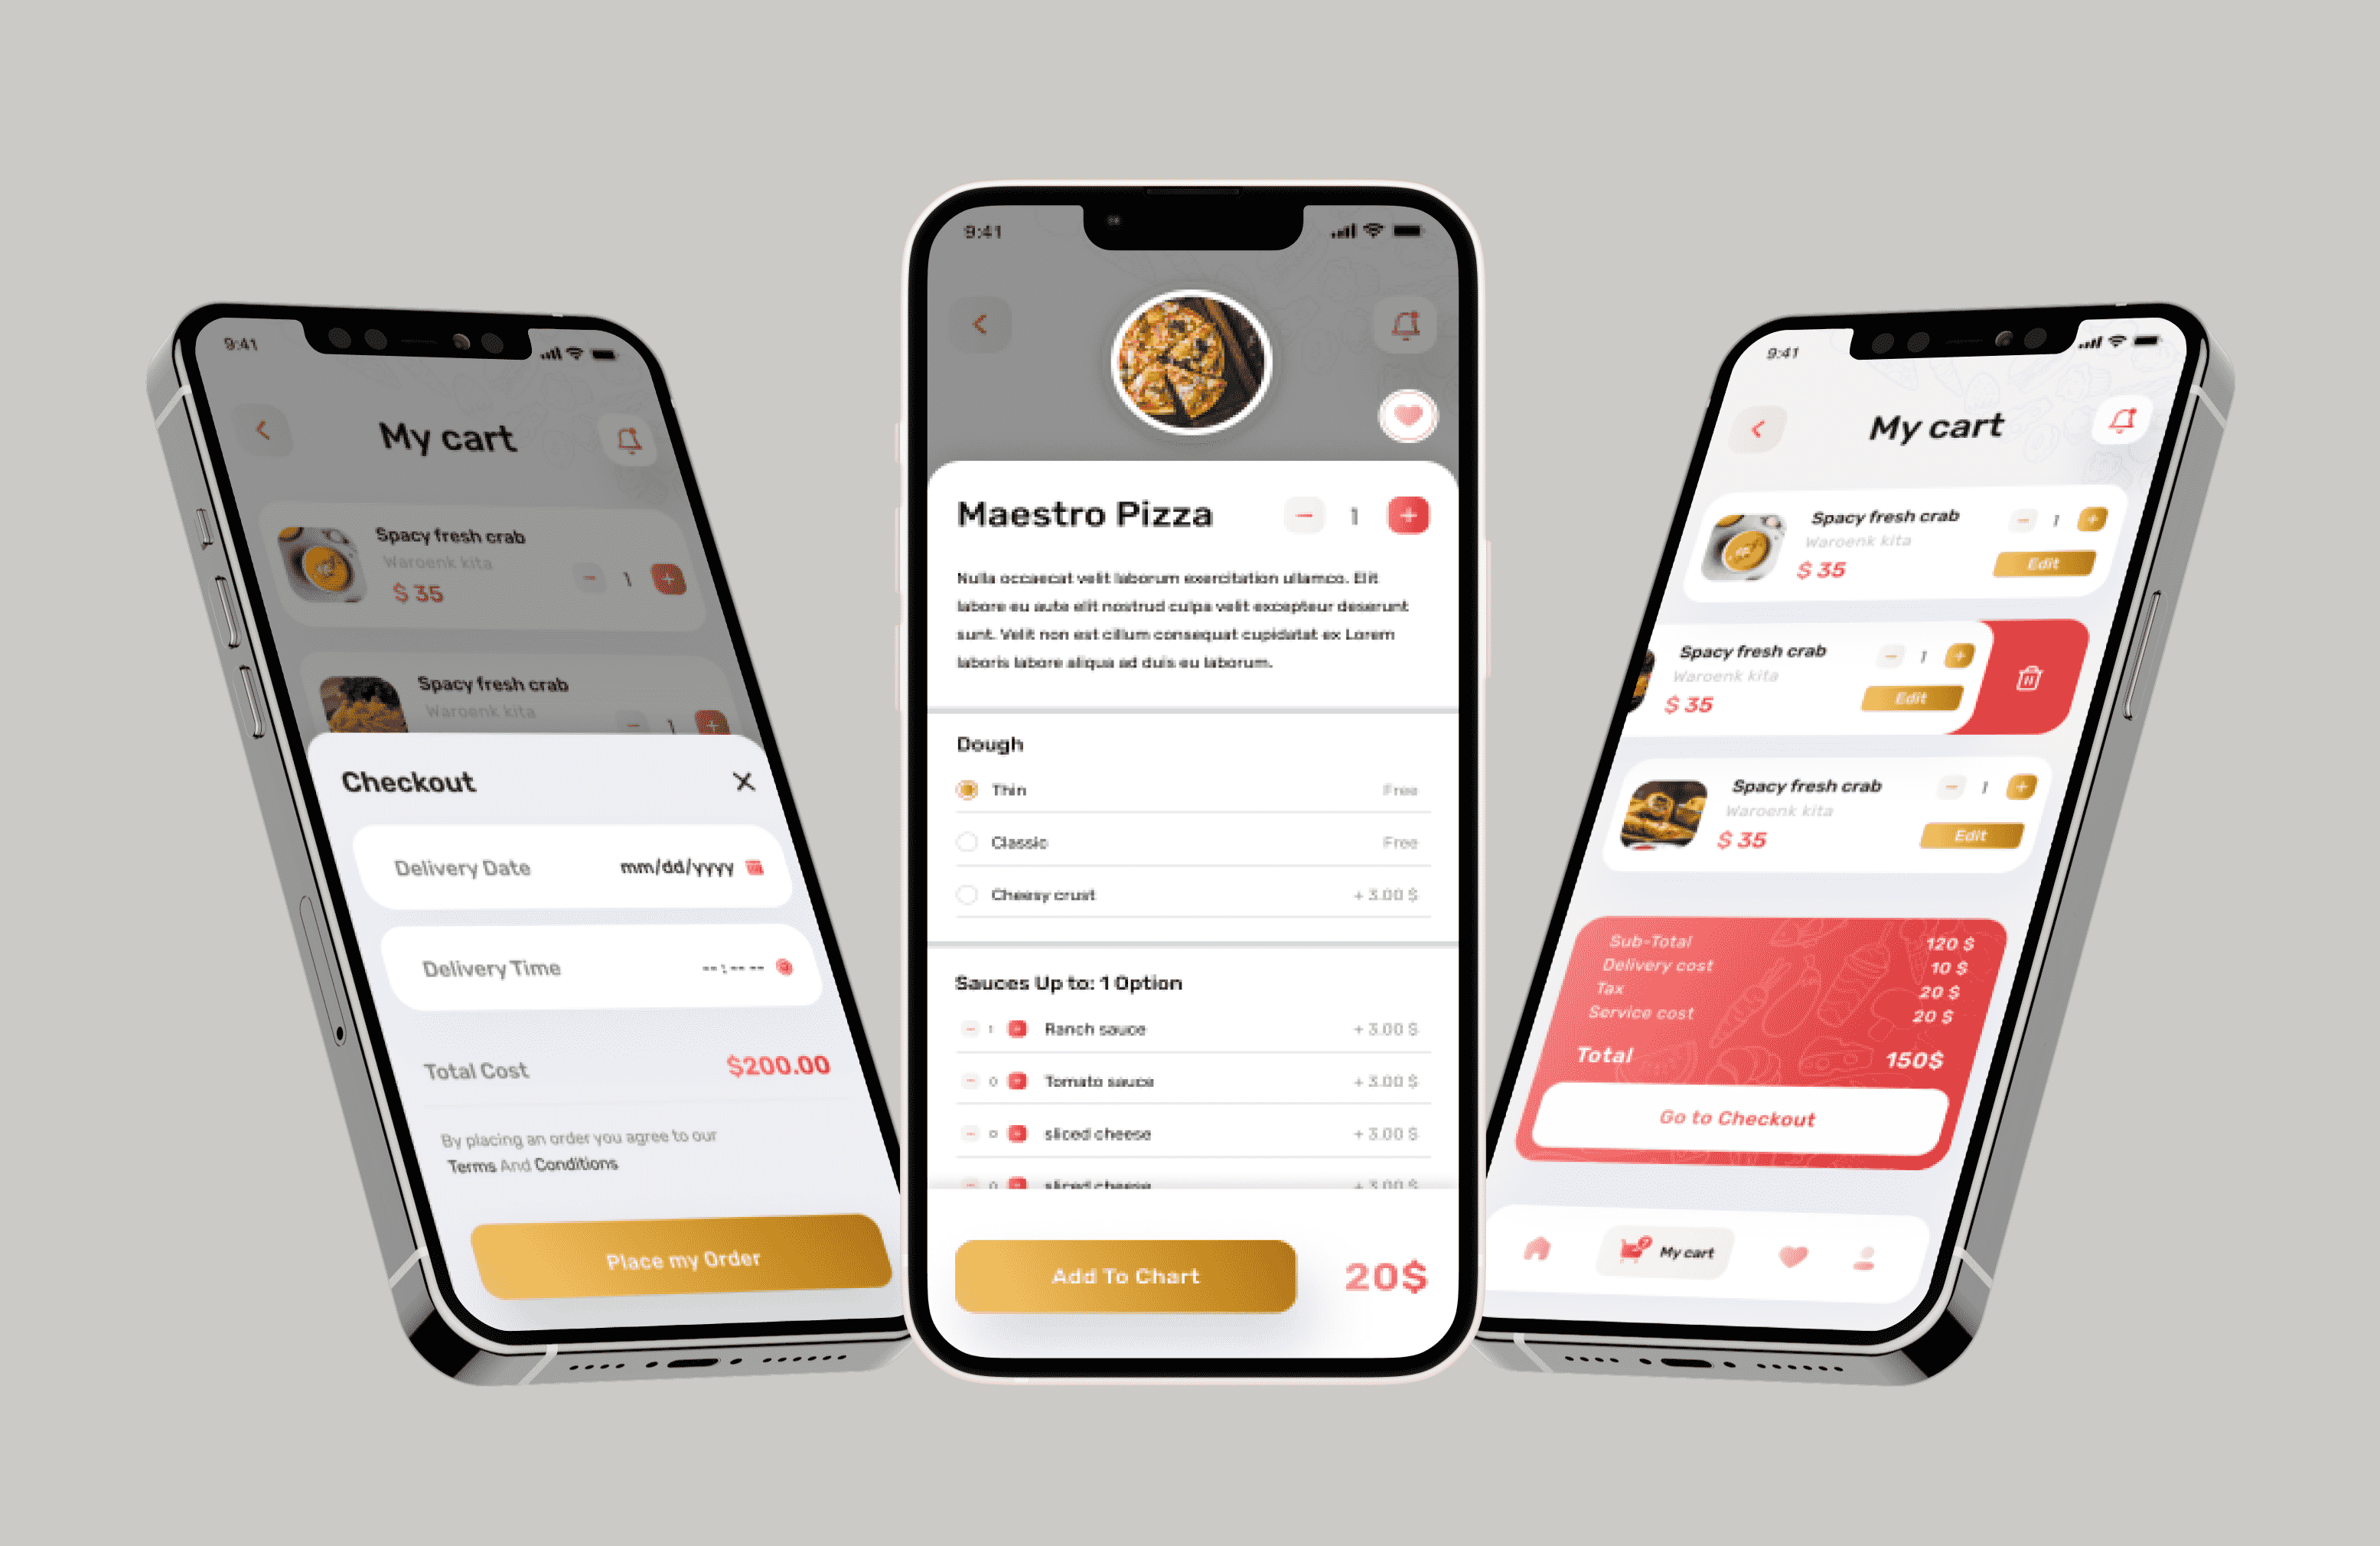 9:41
My cart
Spacy fresh crab
Waroenk kita
$ 35
1
Spacy fresh crab
Waroenk kita
1
Checkout
Delivery Date mm/dd/yyyy
Delivery Time --:-- --
Total Cost $200.00
By placing an order you agree to our
Terms And Conditions
Place my Order
9:41
Maestro Pizza 1
Nulla occaecat velit laborum exercitation ullamco. Elit
labore eu aute elit nostrud culpa velit excepteur deserunt
sunt. Velit non est cillum consequat cupidatat ex Lorem
laboris labore aliqua ad duis eu laborum.
Dough
Thin Free
Classic Free
Cheesy crust + 3.00 $
Sauces Up to: 1 Option
1 Ranch sauce + 3.00 $
0 Tomato sauce + 3.00 $
0 sliced cheese + 3.00 $
0 sliced cheese + 3.00 $
Add To Chart 20$
9:41
My cart
Spacy fresh crab
Waroenk kita
$ 35
1
Edit
Spacy fresh crab
Waroenk kita
$ 35
1
Edit
Spacy fresh crab
Waroenk kita
$ 35
1
Edit
Sub-Total 120 $
Delivery cost 10 $
Tax 20 $
Service cost 20 $
Total 150$
Go to Checkout
2
My cart